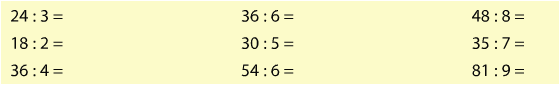 24 : 3 = 36 : 6 = 48 : 8 =
18 : 2 = 30 : 5 = 35 : 7 =
36 : 4 = 54 : 6 = 81 : 9 =